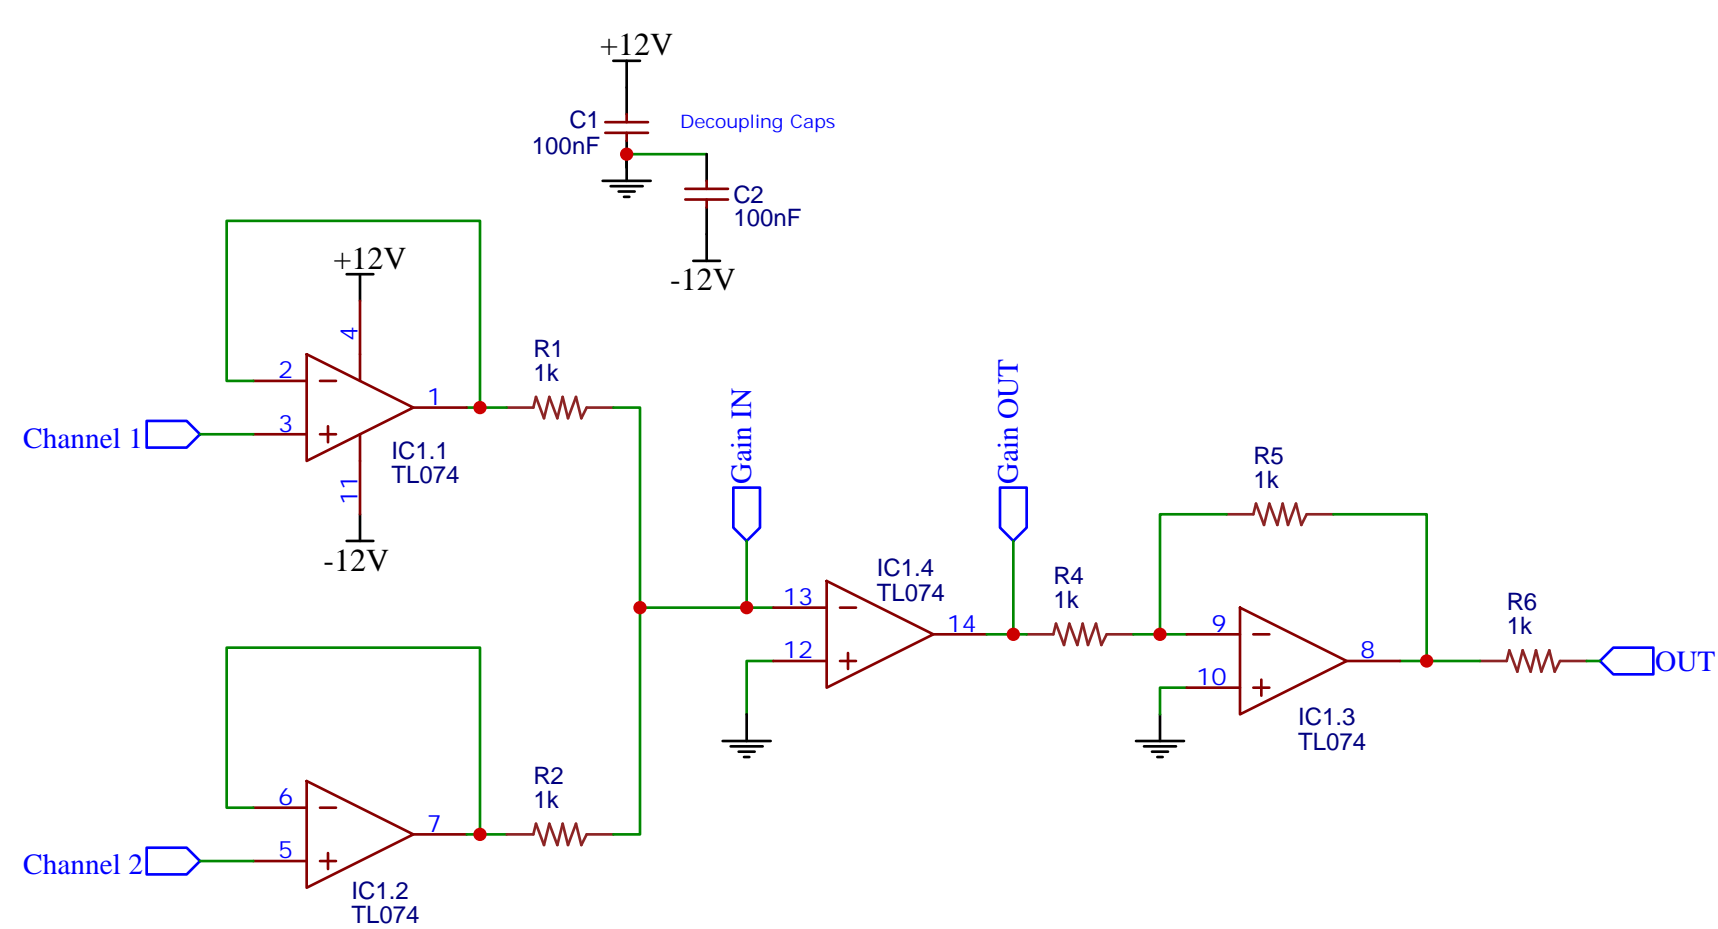 +12V
C1
100nF
Decoupling Caps
C2
100nF
-12V
+12V
4
2
3
1
11
-12V
Channel 1
IC1.1
TL074
R1
1k
Gain IN
Gain OUT
6
5
7
Channel 2
IC1.2
TL074
R2
1k
13
12
14
IC1.4
TL074
R4
1k
R5
1k
9
10
8
IC1.3
TL074
R6
1k
OUT